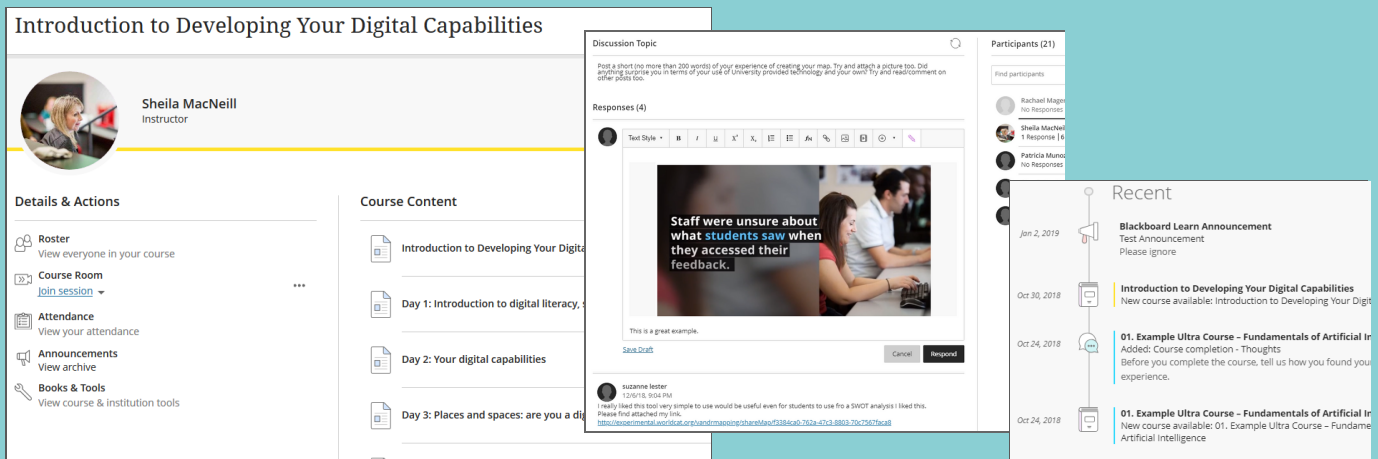 Introduction to Developing Your Digital Capabilities
Sheila MacNeill
Instructor
Details & Actions
Roster
View everyone in your course
Course Room
Join session
Attendance
View your attendance
Announcements
View archive
Books & Tools
View course & institution tools
Course Content
Introduction to Developing Your Digita
Day 1: Introduction to digital literacy, s
Day 2: Your digital capabilities
Day 3: Places and spaces: are you a dig
Discussion Topic
Post a short (no more than 200 words) of your experience of creating your map. Try and attach a picture too. Did
anything surprise you in terms of your use of University provided technology and your own? Try and read/comment on
other posts too.
Responses (4)
Text Style
Staff were unsure about
what students saw when
they accessed their
feedback.
This is a great example.
Save Draft
Cancel
Respond
suzanne lester
12/6/18, 9:04 PM
I really liked this tool very simple to use would be useful even for students to use fro a SWOT analysis I liked this.
Please find attached my link.
http://experimental.worldcat.org/vandrmapping/shareMap/f3384ca0-762a-47c3-8803-70c7567faca8
Participants (21)
Find participants
Rachael Mage
No Responses
Sheila MacNeil
1 Response | 6
Patricia Munoz
No Responses
Recent
Jan 2, 2019
Blackboard Learn Announcement
Test Announcement
Please ignore
Oct 30, 2018
Introduction to Developing Your Digital Capabilities
New course available: Introduction to Developing Your Digit
Oct 24, 2018
01. Example Ultra Course – Fundamentals of Artificial In
Added: Course completion - Thoughts
Before you complete the course, tell us how you found your
experience.
Oct 24, 2018
01. Example Ultra Course – Fundamentals of Artificial In
New course available: 01. Example Ultra Course – Fundame
Artificial Intelligence